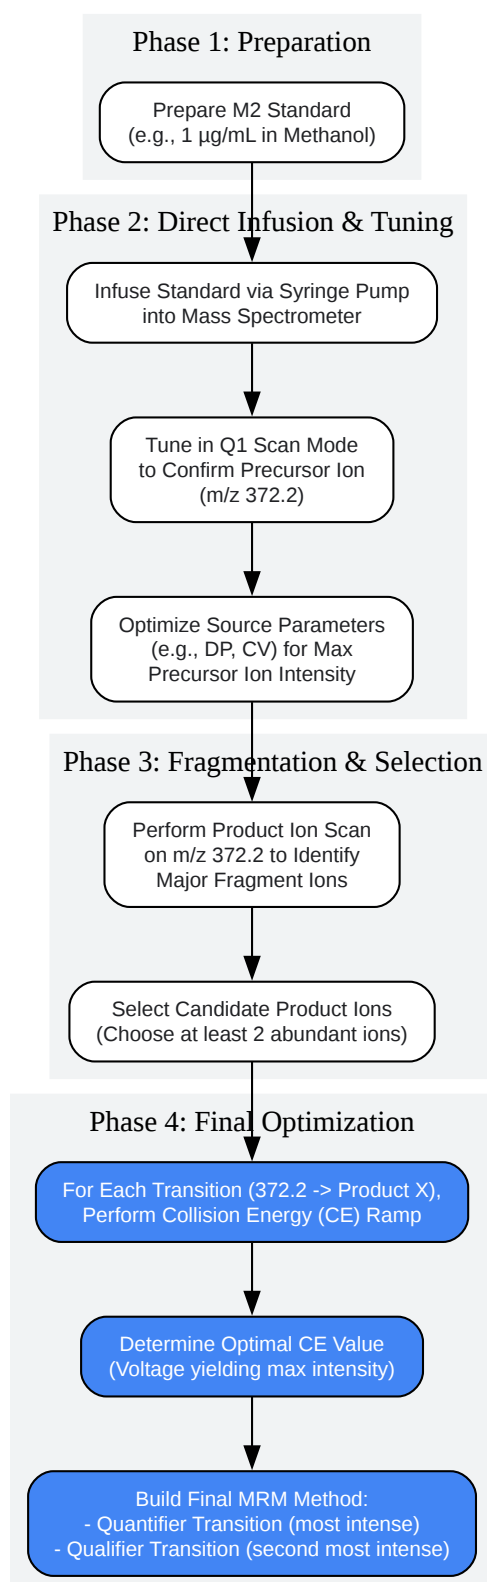 Phase 1: Preparation
Prepare M2 Standard
(e.g., 1 µg/mL in Methanol)
Phase 2: Direct Infusion & Tuning
Infuse Standard via Syringe Pump
into Mass Spectrometer
Tune in Q1 Scan Mode
to Confirm Precursor Ion
(m/z 372.2)
Optimize Source Parameters
(e.g., DP, CV) for Max
Precursor Ion Intensity
Phase 3: Fragmentation & Selection
Perform Product Ion Scan
on m/z 372.2 to Identify
Major Fragment Ions
Select Candidate Product Ions
(Choose at least 2 abundant ions)
Phase 4: Final Optimization
For Each Transition (372.2 -> Product X),
Perform Collision Energy (CE) Ramp
Determine Optimal CE Value
(Voltage yielding max intensity)
Build Final MRM Method:
- Quantifier Transition (most intense)
- Qualifier Transition (second most intense)